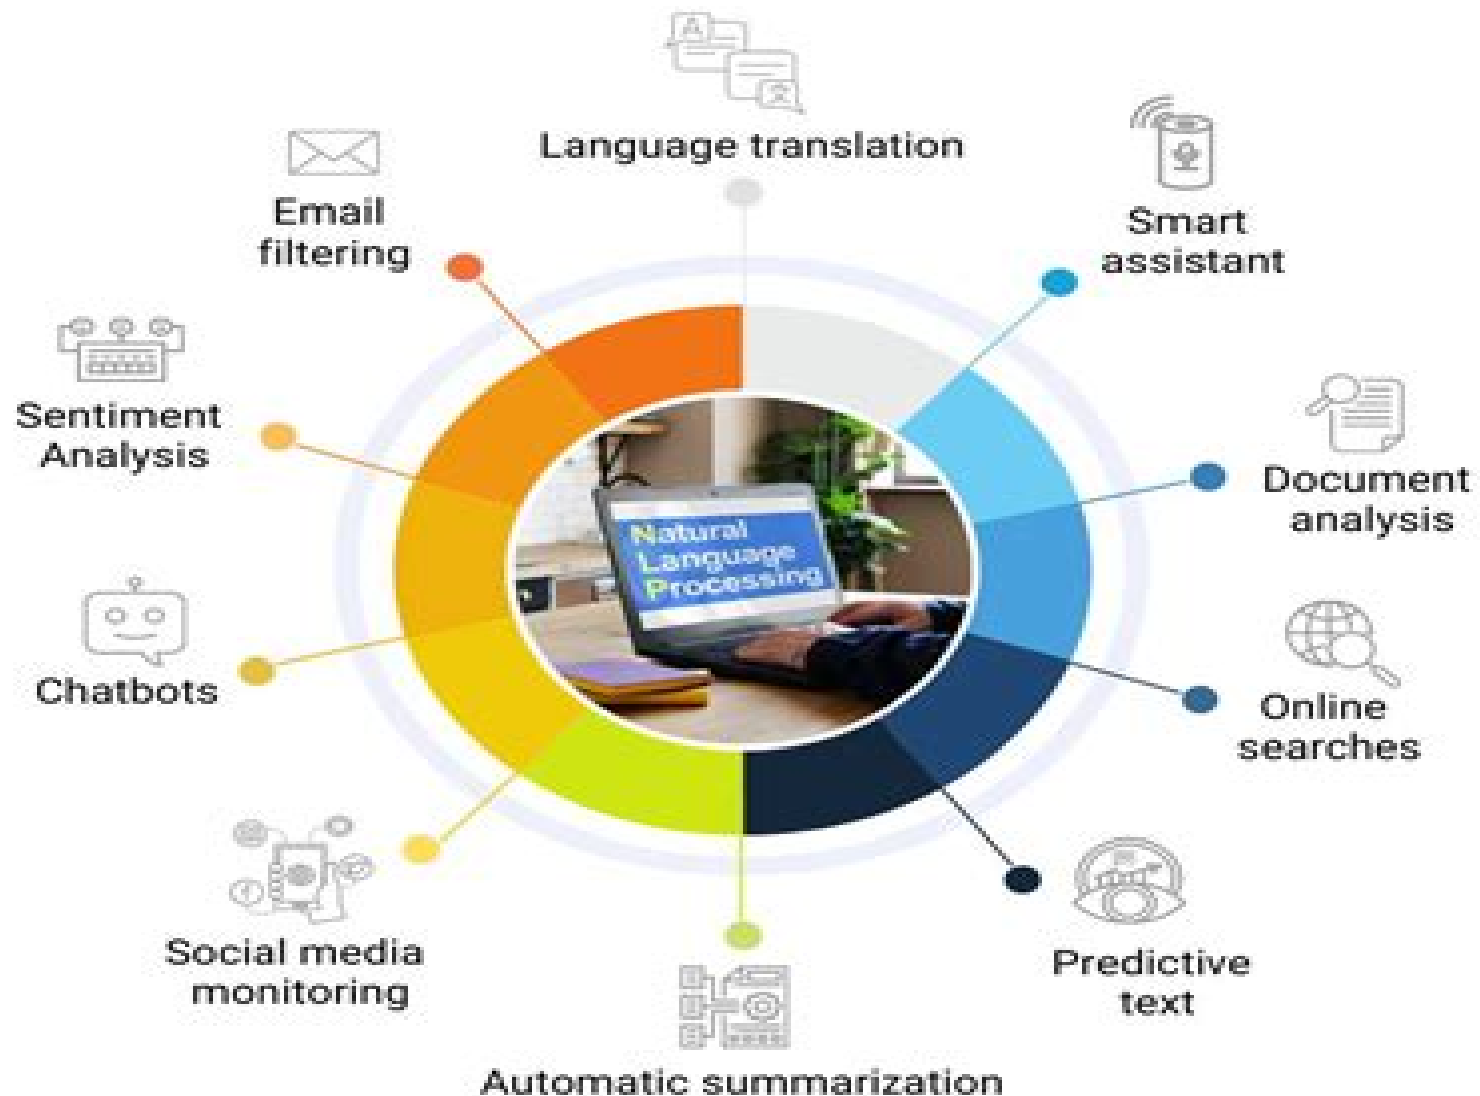 Language translation
Smart
assistant
Document
analysis
Online
searches
Predictive
text
Automatic summarization
Social media
monitoring
Chatbots
Sentiment
Analysis
Email
filtering
Natural
Language
Processing